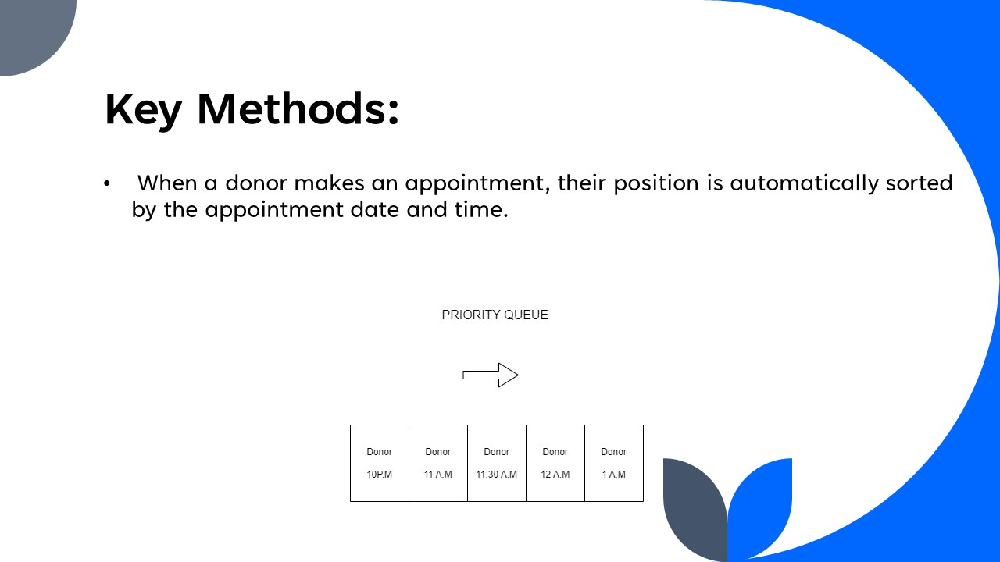 Key Methods:
• When a donor makes an appointment, their position is automatically sorted
by the appointment date and time.
PRIORITY QUEUE
Donor Donor Donor Donor Donor
10P.M 11 A.M 11.30 A.M 12 A.M 1 A.M